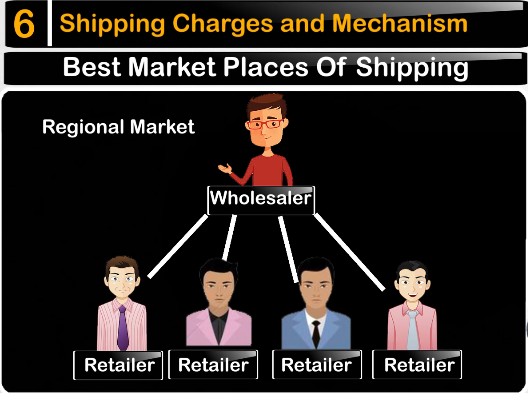 6 Shipping Charges and Mechanism
Best Market Places Of Shipping
Regional Market
Wholesaler
Retailer Retailer Retailer Retailer